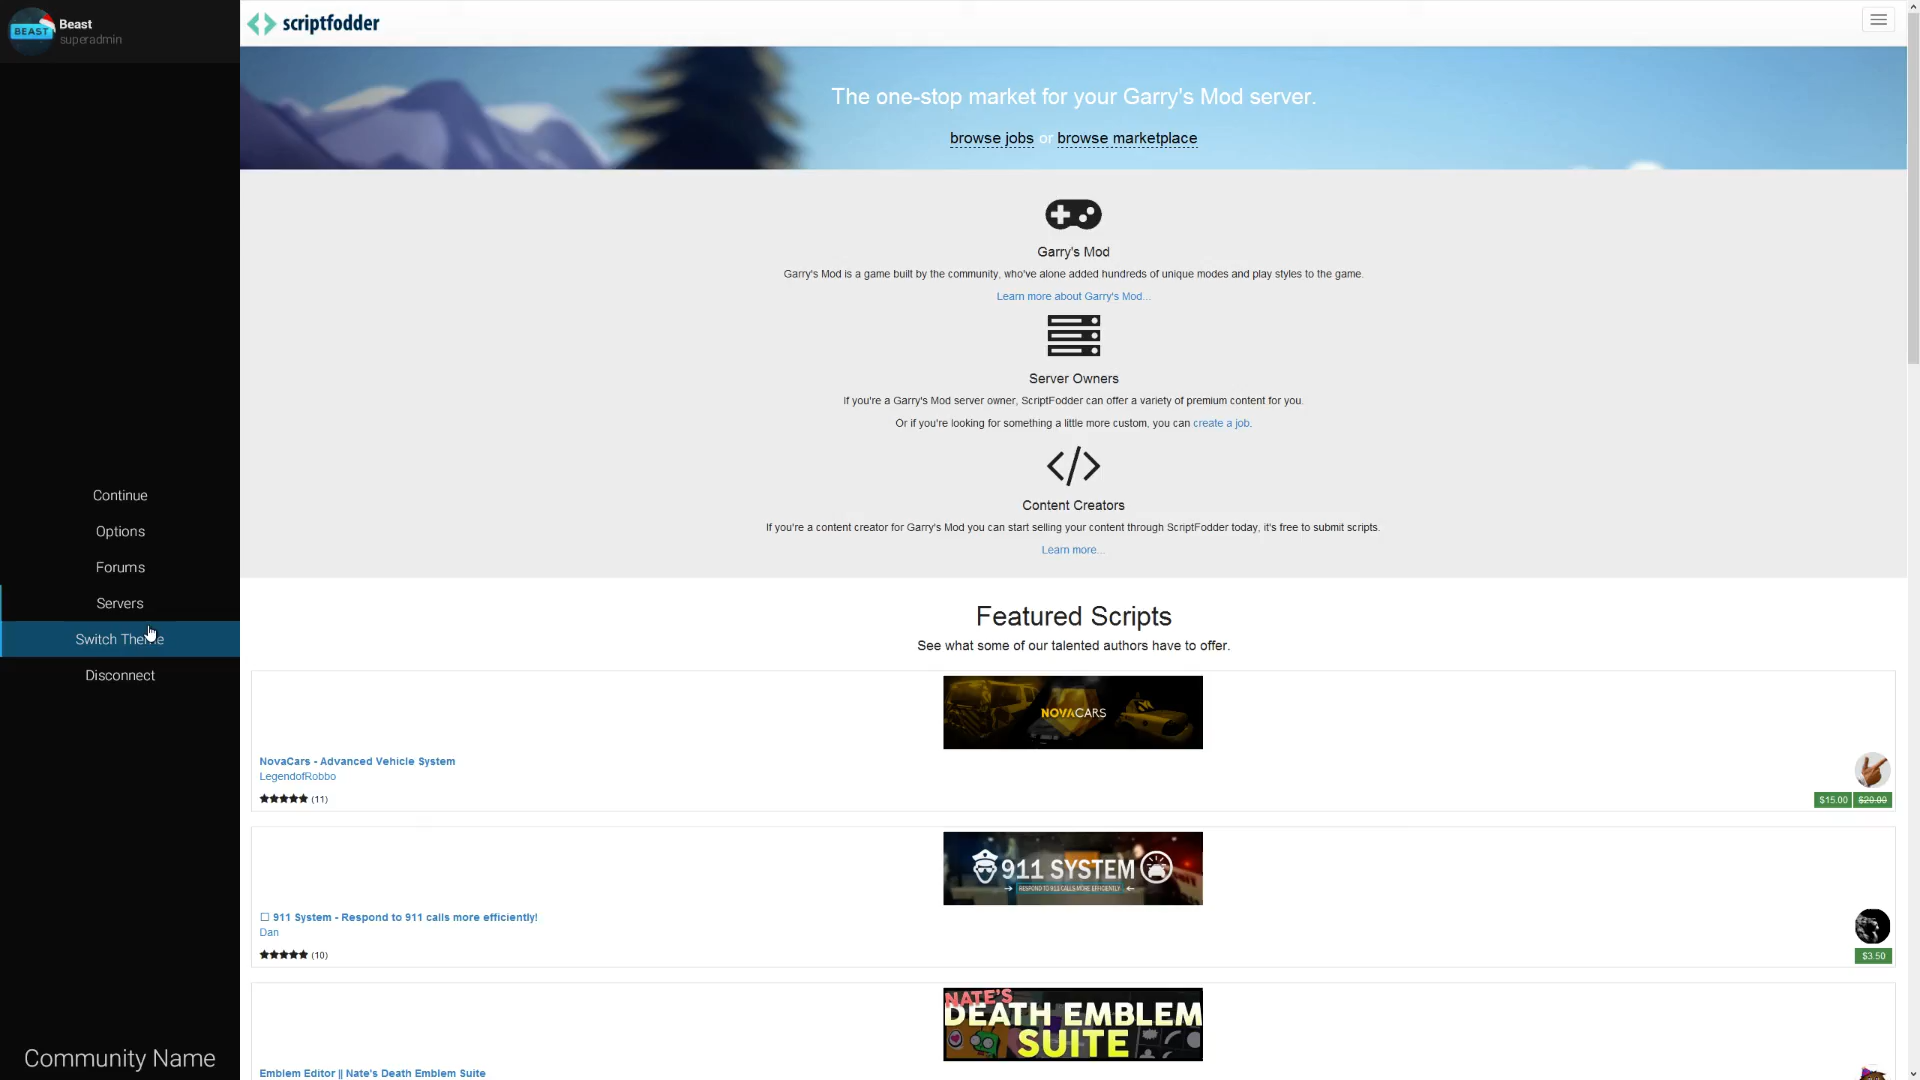 BEAST
Beast
superadmin
Continue
Options
Forums
Servers
Switch Theme
Disconnect
Community Name
scriptfodder
The one-stop market for your Garry's Mod server.
browse jobs or browse marketplace
Garry's Mod
Garry's Mod is a game built by the community, who've alone added hundreds of unique modes and play styles to the game.
Learn more about Garry's Mod...
Server Owners
If you're a Garry's Mod server owner, ScriptFodder can offer a variety of premium content for you.
Or if you're looking for something a little more custom, you can create a job.
Content Creators
If you're a content creator for Garry's Mod you can start selling your content through ScriptFodder today, it's free to submit scripts.
Learn more...
Featured Scripts
See what some of our talented authors have to offer.
NOVACARS
NovaCars - Advanced Vehicle System
LegendofRobbo
(11)
$15.00 $20.00
911 SYSTEM
RESPOND TO 911 CALLS MORE EFFICIENTLY
911 System - Respond to 911 calls more efficiently!
Dan
(10)
$3.50
NATE'S
DEATH EMBLEM
SUITE
Emblem Editor || Nate's Death Emblem Suite